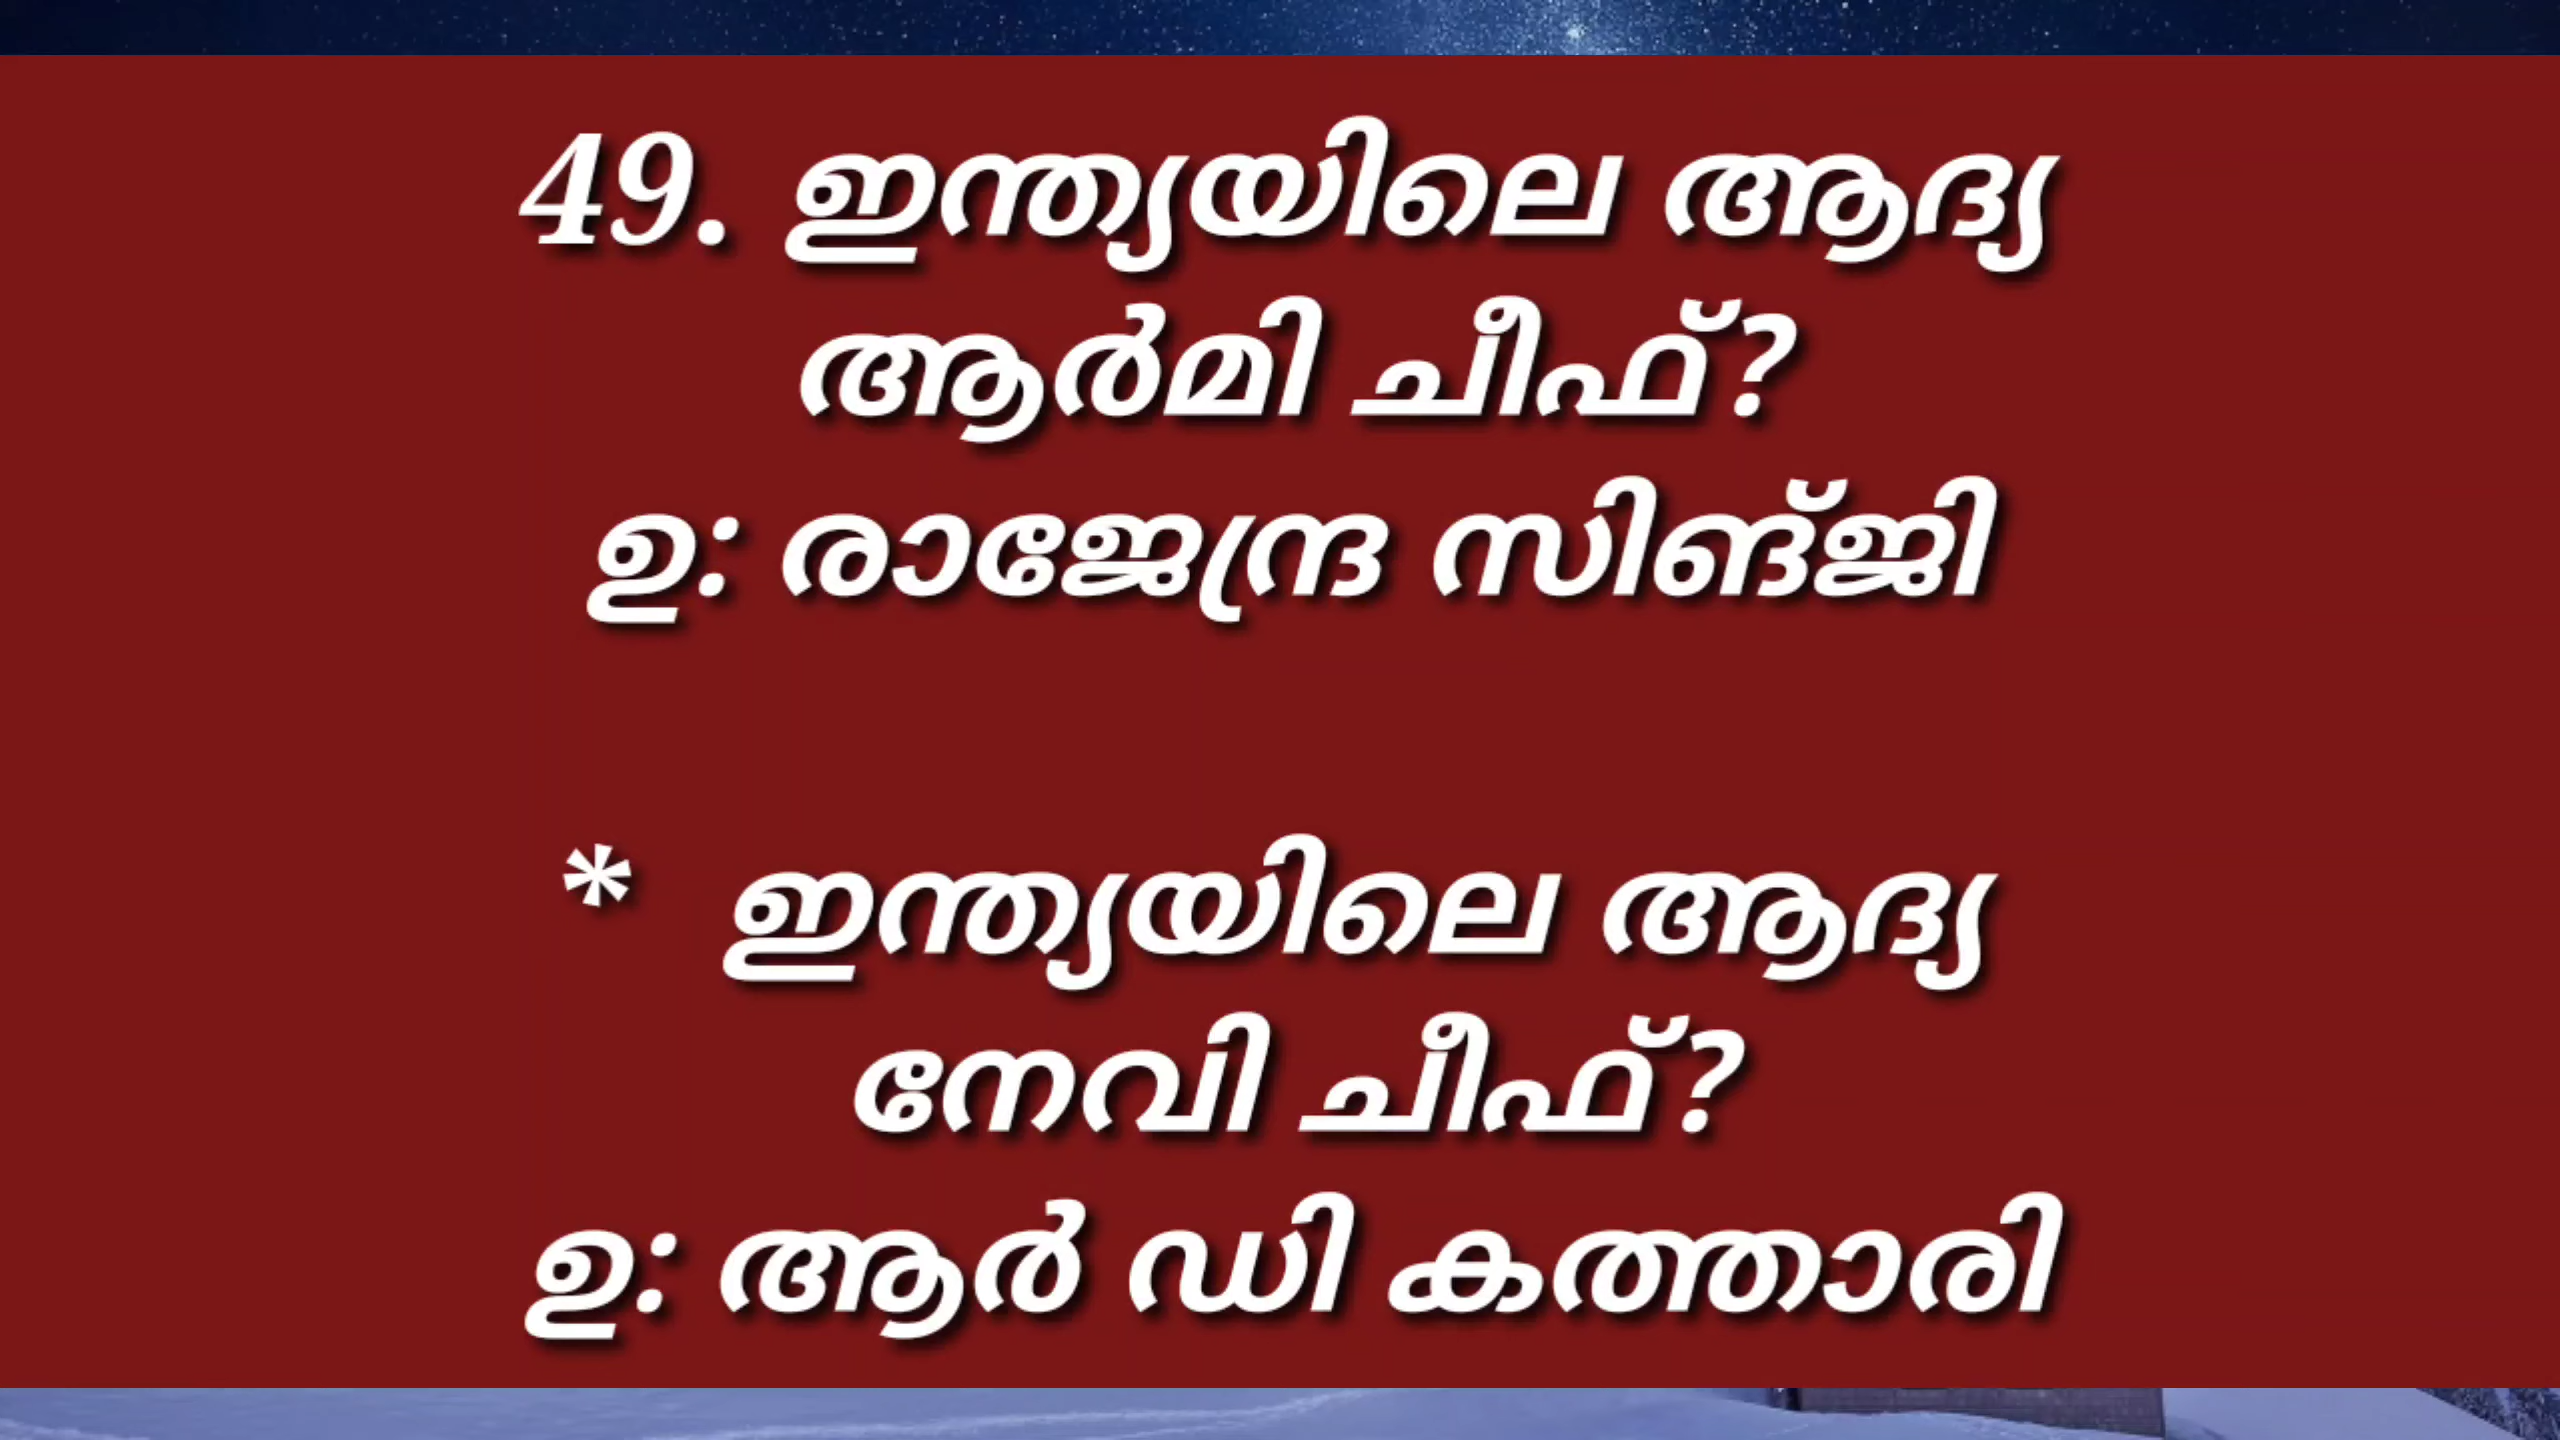 49. ഇന്ത്യയിലെ ആദ്യ
ആർമി ചീഫ്?
ഉ: രാജേന്ദ്ര സിങ്ജി
* ഇന്ത്യയിലെ ആദ്യ
നേവി ചീഫ്?
ഉ: ആർ ഡി കത്താരി